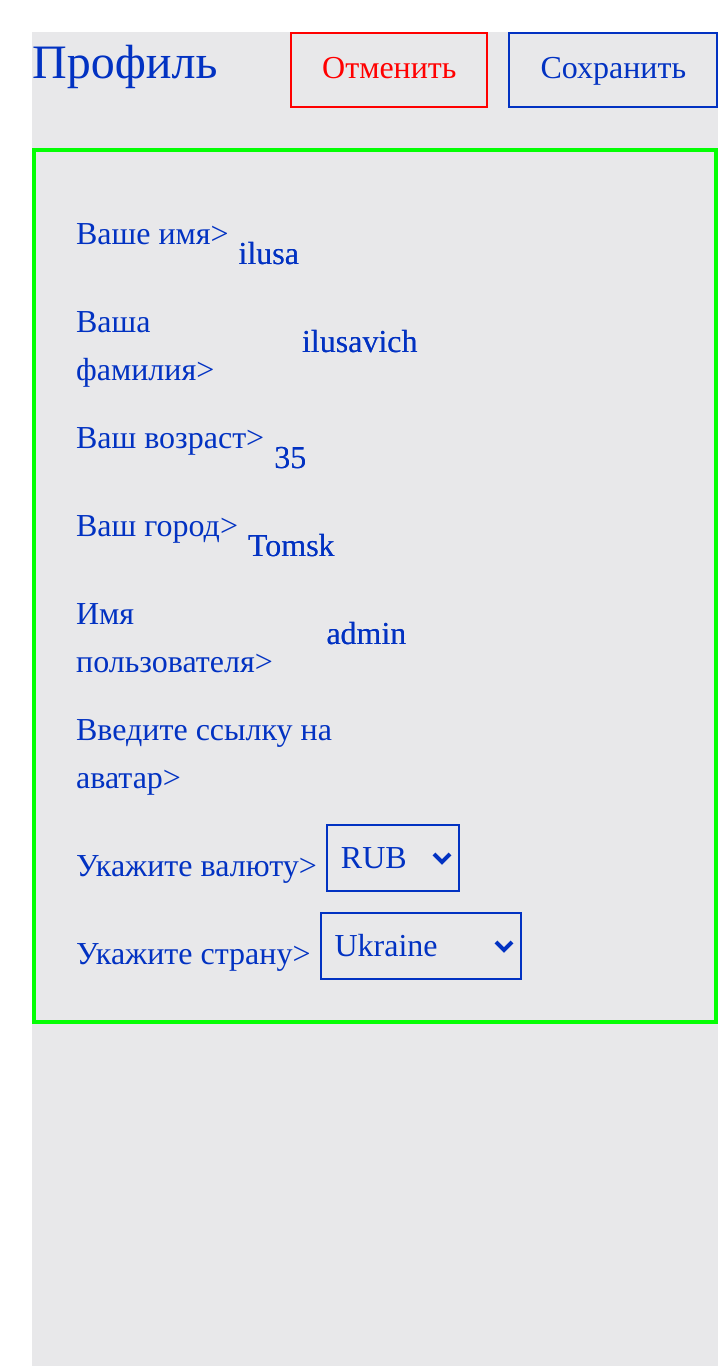 Профиль
Отменить
Сохранить
Ваше имя> ilusa
Ваша
фамилия>
ilusavich
Ваш возраст> 35
Ваш город> Tomsk
Имя
пользователя>
admin
Введите ссылку на
аватар>
Укажите валюту> RUB
Укажите страну> Ukraine